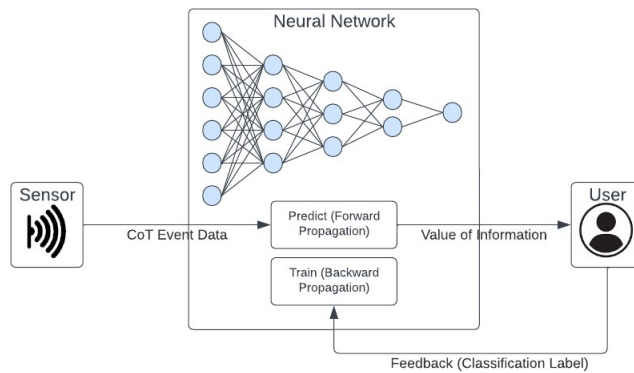 Neural Network
Sensor
User
Predict (Forward
Propagation)
CoT Event Data
Value of Information
Train (Backward
Propagation)
Feedback (Classification Label)